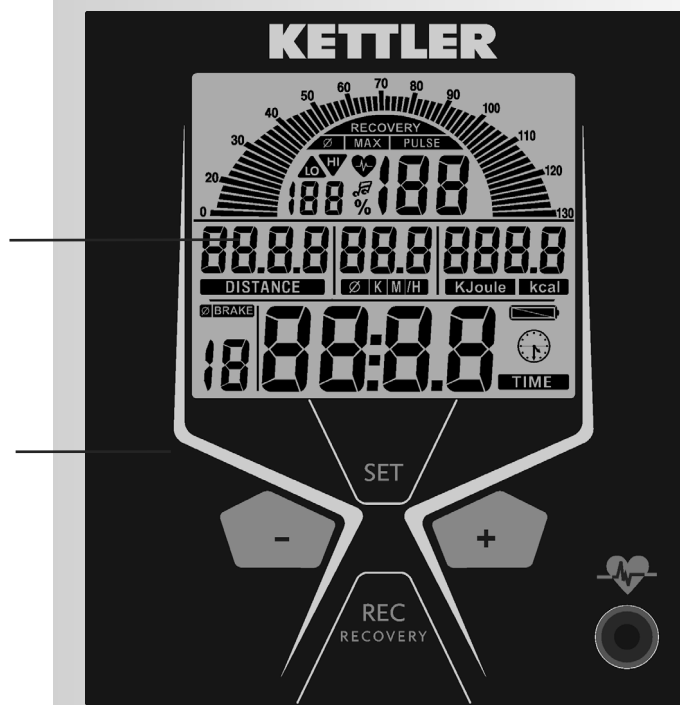 KETTLER
0 20 30 40 50 60 70 80 90 100 110 120 130
RECOVERY
Ø MAX PULSE
LO HI
188 % 188
88.8.8 88.8 888.8
DISTANCE Ø K M /H KJoule kcal
Ø BRAKE
18 88:8.8
TIME
SET
- +
REC
RECOVERY